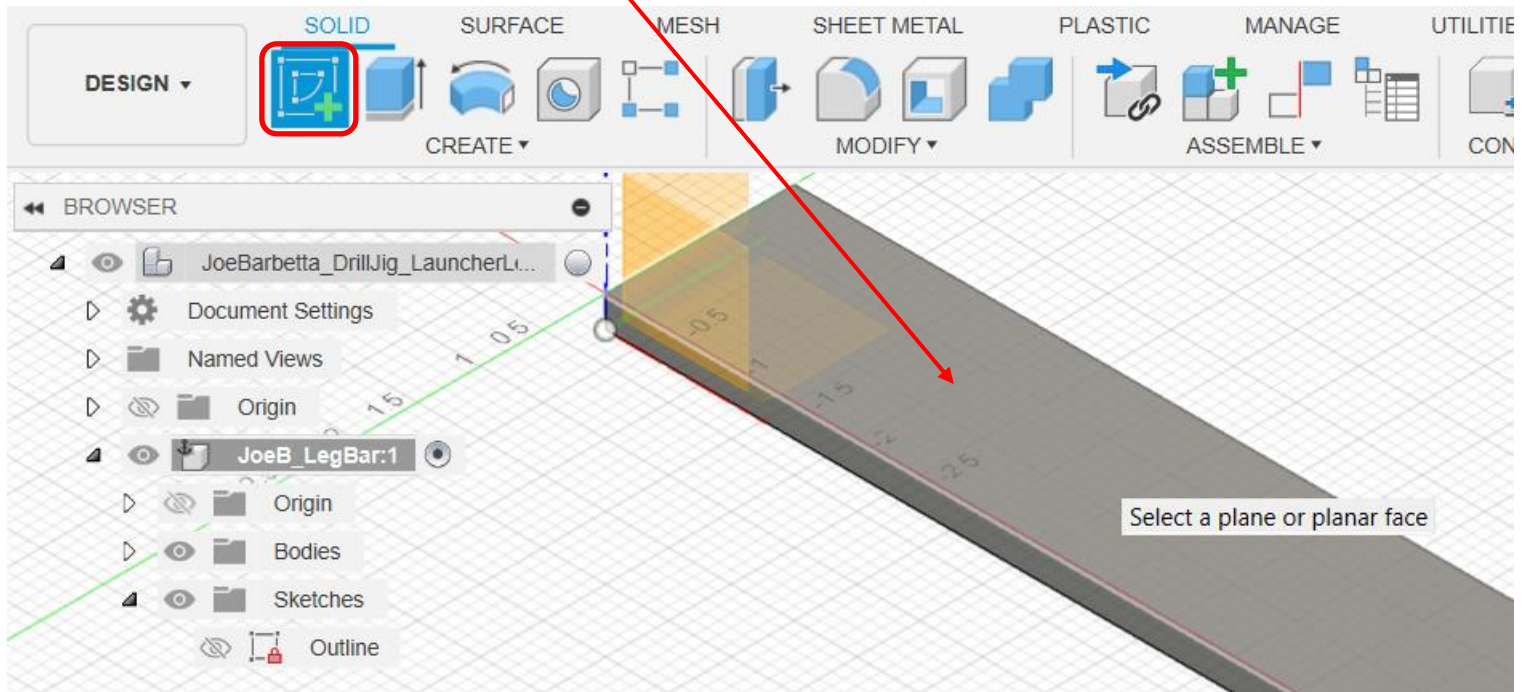 SOLID SURFACE MESH SHEET METAL PLASTIC MANAGE UTILITIE
DESIGN ▾
CREATE ▾ MODIFY ▾ ASSEMBLE ▾ CON
BROWSER
JoeBarbetta_DrillJig_LauncherL...
Document Settings
Named Views
Origin
JoeB_LegBar:1
Origin
Bodies
Sketches
Outline
0.5
1
1.5
-0.5
-1
-1.5
-2
-2.5
Select a plane or planar face